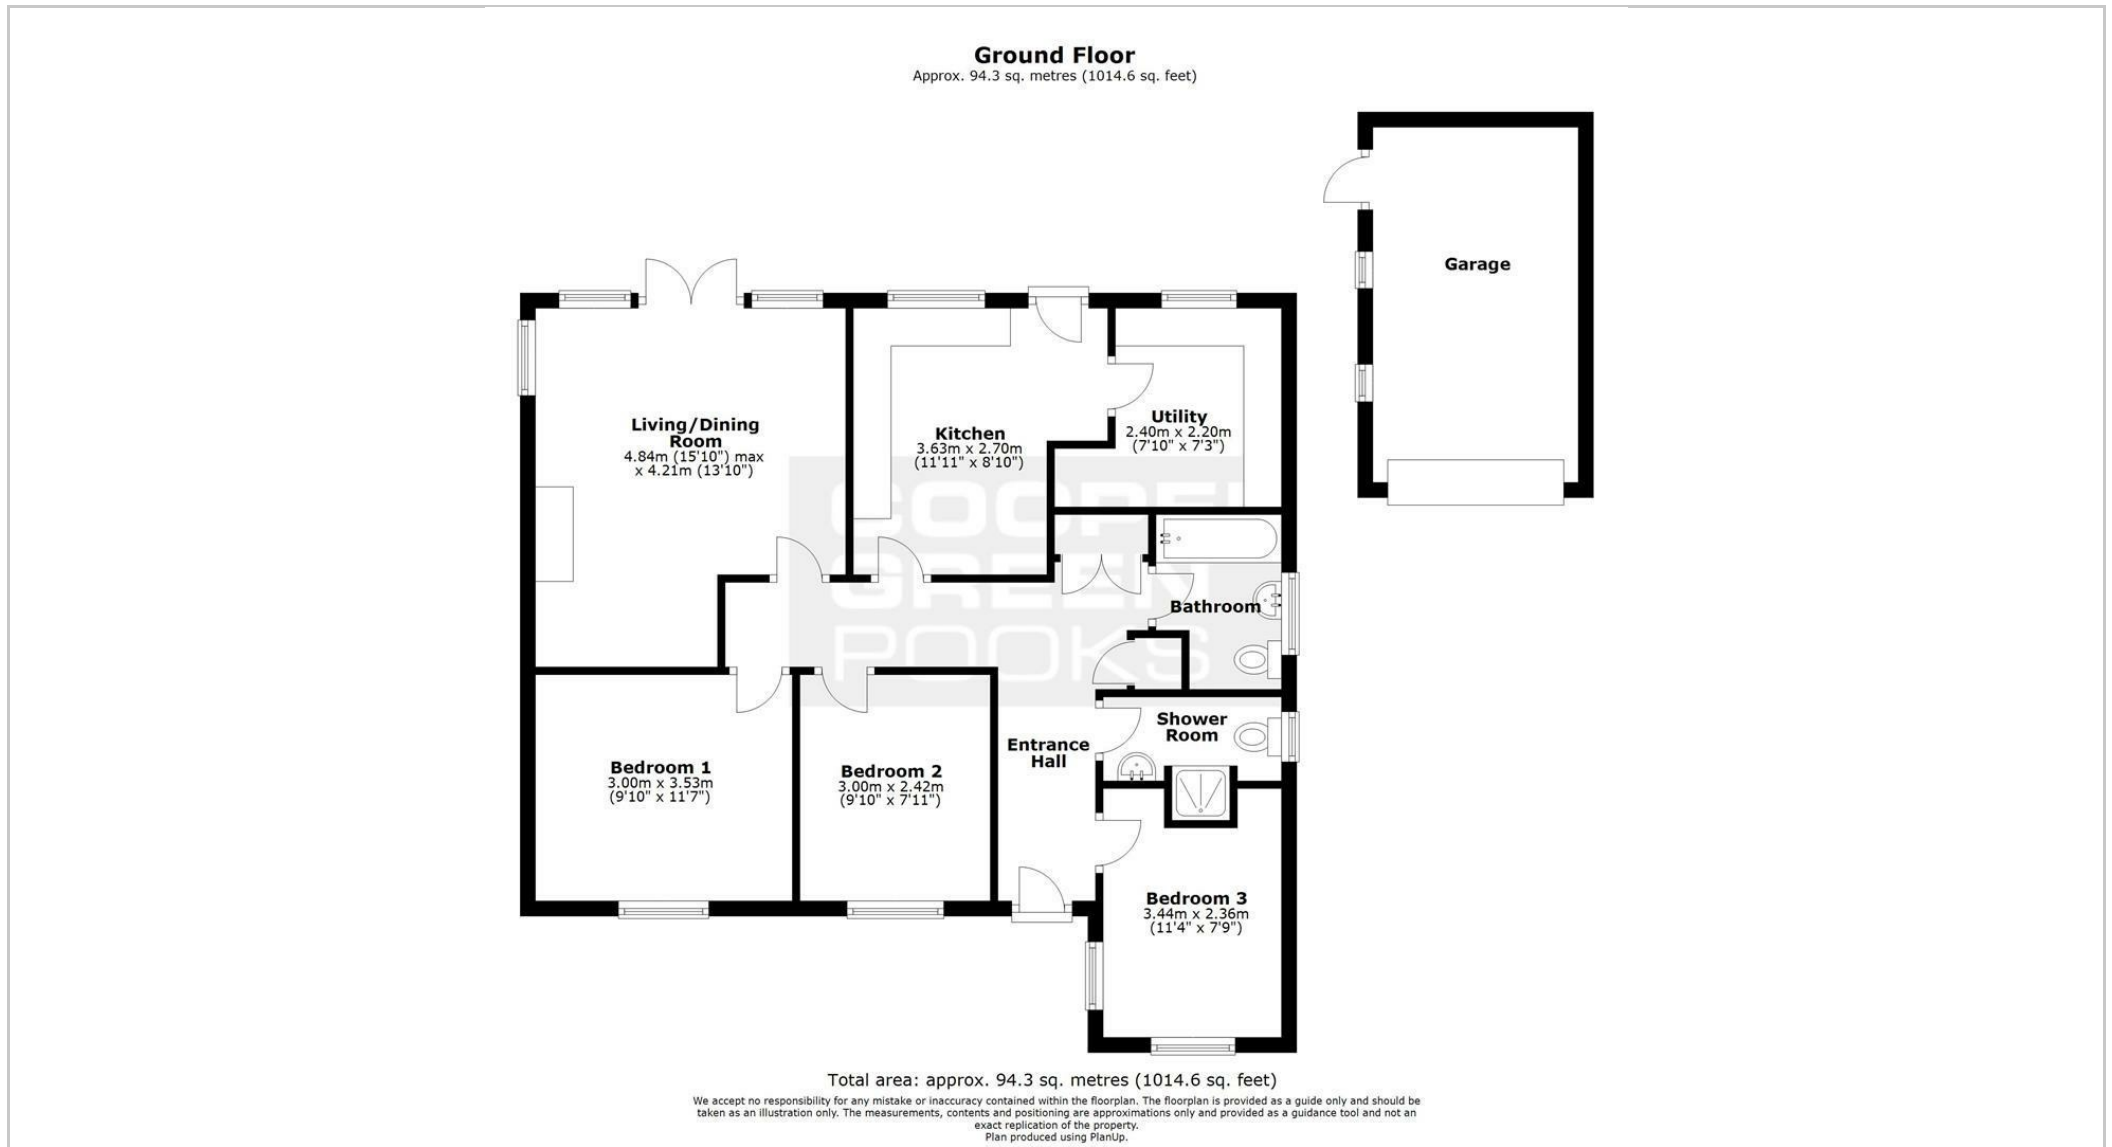 Ground Floor
Approx. 94.3 sq. metres (1014.6 sq. feet)
Garage
Living/Dining
Room
4.84m (15'10") max
x 4.21m (13'10")
Kitchen
3.63m x 2.70m
(11'11" x 8'10")
Utility
2.40m x 2.20m
(7'10" x 7'3")
COOPE
GREEN
POOKS
Bathroom
Shower
Room
Entrance
Hall
Bedroom 1
3.00m x 3.53m
(9'10" x 11'7")
Bedroom 2
3.00m x 2.42m
(9'10" x 7'11")
Bedroom 3
3.44m x 2.36m
(11'4" x 7'9")
Total area: approx. 94.3 sq. metres (1014.6 sq. feet)
We accept no responsibility for any mistake or inaccuracy contained within the floorplan. The floorplan is provided as a guide only and should be
taken as an illustration only. The measurements, contents and positioning are approximations only and provided as a guidance tool and not an
exact replication of the property.
Plan produced using PlanUp.